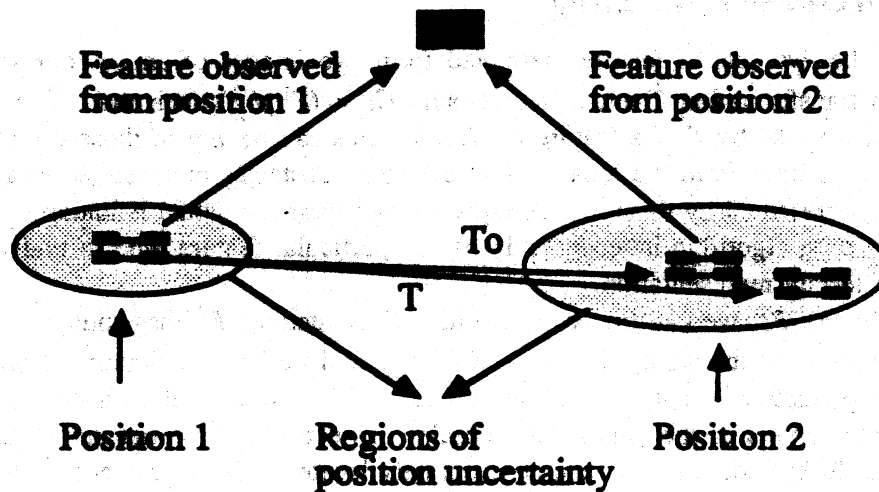 Feature observed
from position 1
Feature observed
from position 2
To
T
Position 1
Regions of
position uncertainty
Position 2